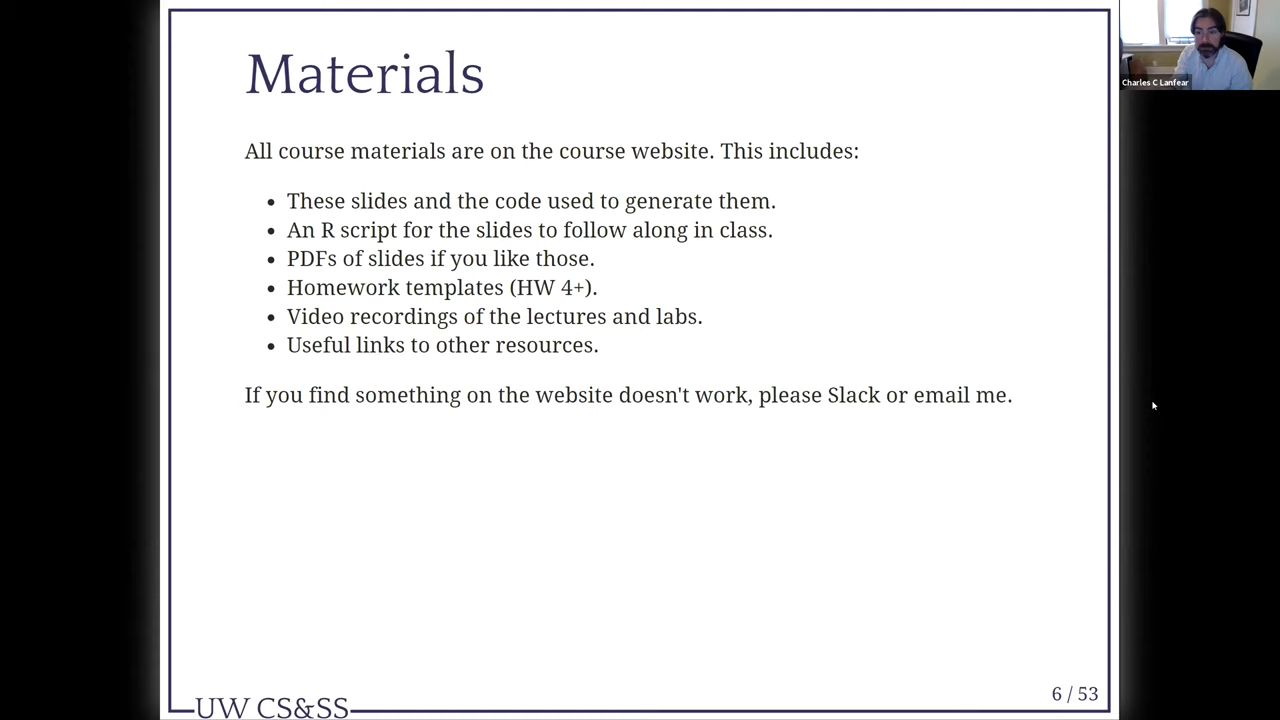 Materials
Charles C Lanfear
All course materials are on the course website. This includes:
• These slides and the code used to generate them.
• An R script for the slides to follow along in class.
• PDFs of slides if you like those.
• Homework templates (HW 4+).
• Video recordings of the lectures and labs.
• Useful links to other resources.
If you find something on the website doesn't work, please Slack or email me.
6 / 53
UW CS&SS